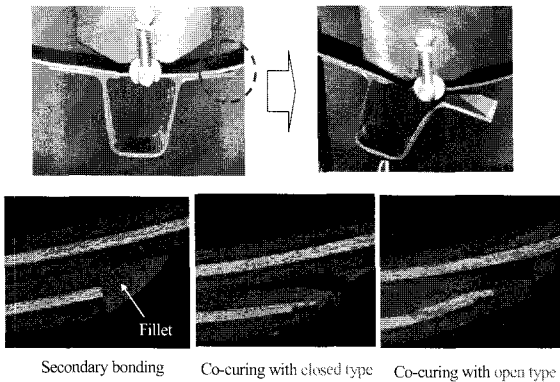 Fillet
Secondary bonding
Co-curing with closed type
Co-curing with open type